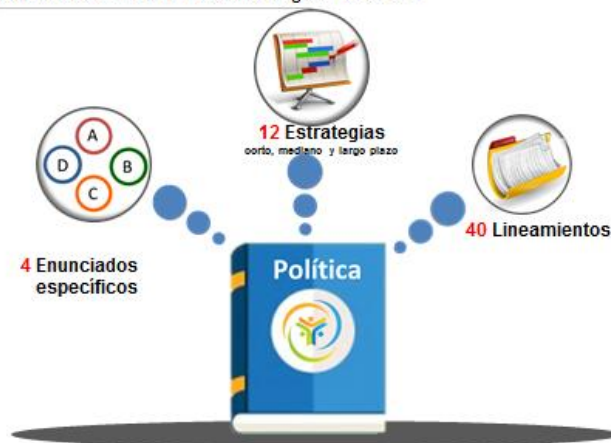 12 Estrategias
corto, mediano y largo plazo
A
D
B
C
40 Lineamientos
4 Enunciados
específicos
Política